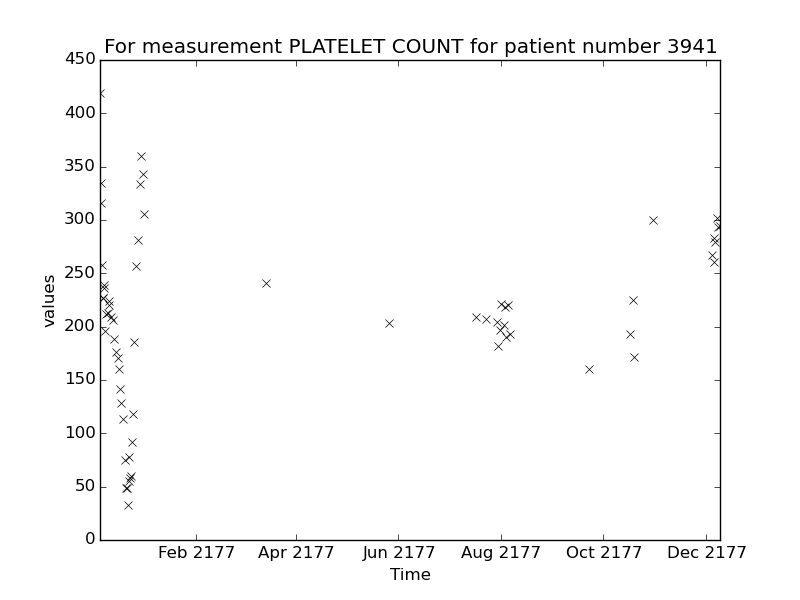 For measurement PLATELET COUNT for patient number 3941
450
400
350
300
250
200
150
100
50
0
values
Feb 2177 Apr 2177 Jun 2177 Aug 2177 Oct 2177 Dec 2177
Time